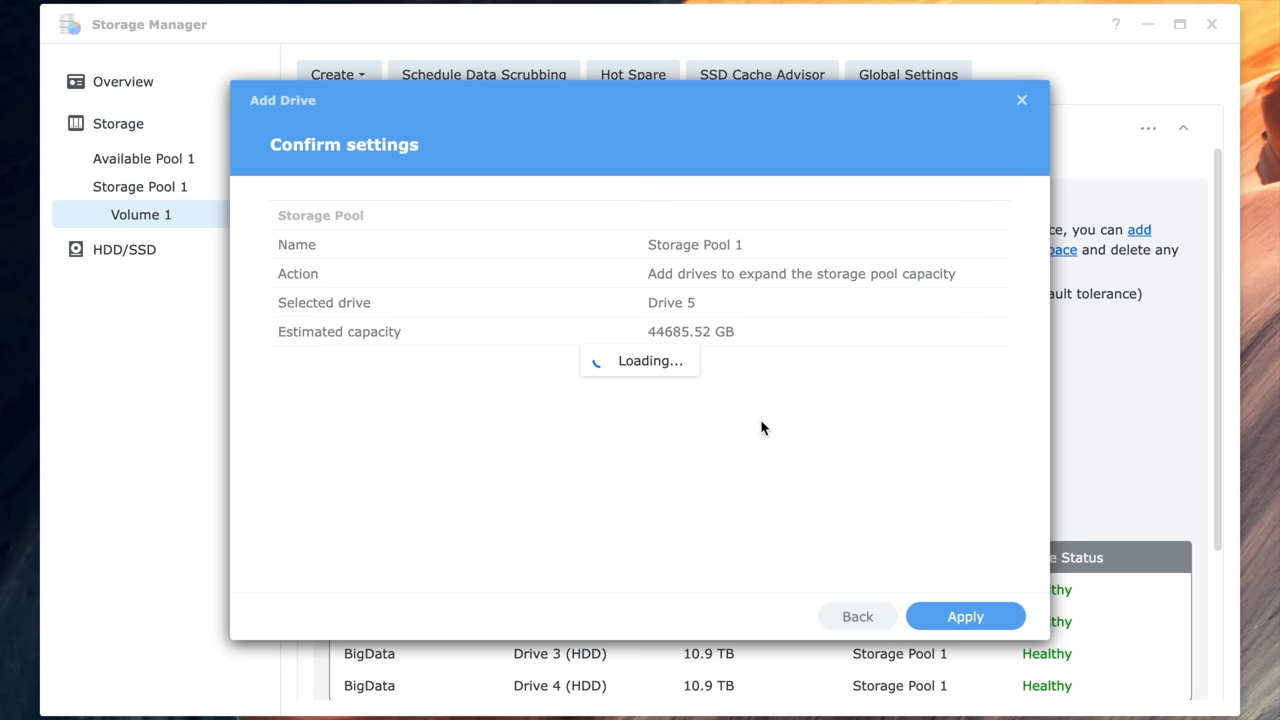 Storage Manager
?
Overview
Storage
Available Pool 1
Storage Pool 1
Volume 1
HDD/SSD
Create
Schedule Data Scrubbing
Hot Spare
SSD Cache Advisor
Global Settings
Add Drive
Confirm settings
Storage Pool
Name Storage Pool 1
Action Add drives to expand the storage pool capacity
Selected drive Drive 5
Estimated capacity 44685.52 GB
Loading...
Back
Apply
ce, you can add
pace and delete any
ault tolerance)
e Status
thy
thy
BigData Drive 3 (HDD) 10.9 TB Storage Pool 1 Healthy
BigData Drive 4 (HDD) 10.9 TB Storage Pool 1 Healthy